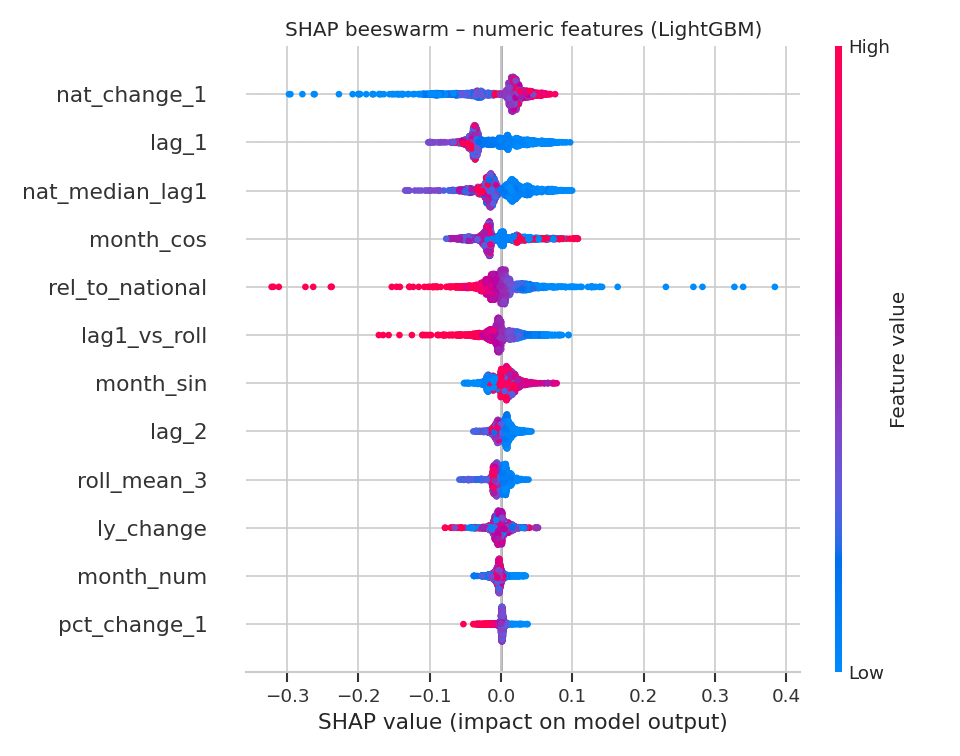 SHAP beeswarm – numeric features (LightGBM)
High
nat_change_1
lag_1
nat_median_lag1
month_cos
rel_to_national
lag1_vs_roll
month_sin
lag_2
roll_mean_3
ly_change
month_num
pct_change_1
Feature value
Low
−0.3 −0.2 −0.1 0.0 0.1 0.2 0.3 0.4
SHAP value (impact on model output)